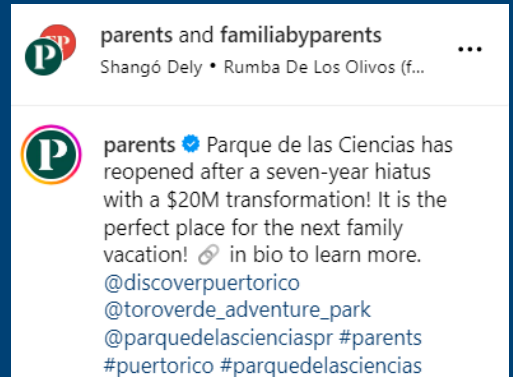 parents and familiabyparents
Shangó Dely • Rumba De Los Olivos (f...
parents Parque de las Ciencias has
reopened after a seven-year hiatus
with a $20M transformation! It is the
perfect place for the next family
vacation! 🔗 in bio to learn more.
@discoverpuertorico
@toroverde_adventure_park
@parquedelascienciaspr #parents
#puertorico #parquedelasciencias